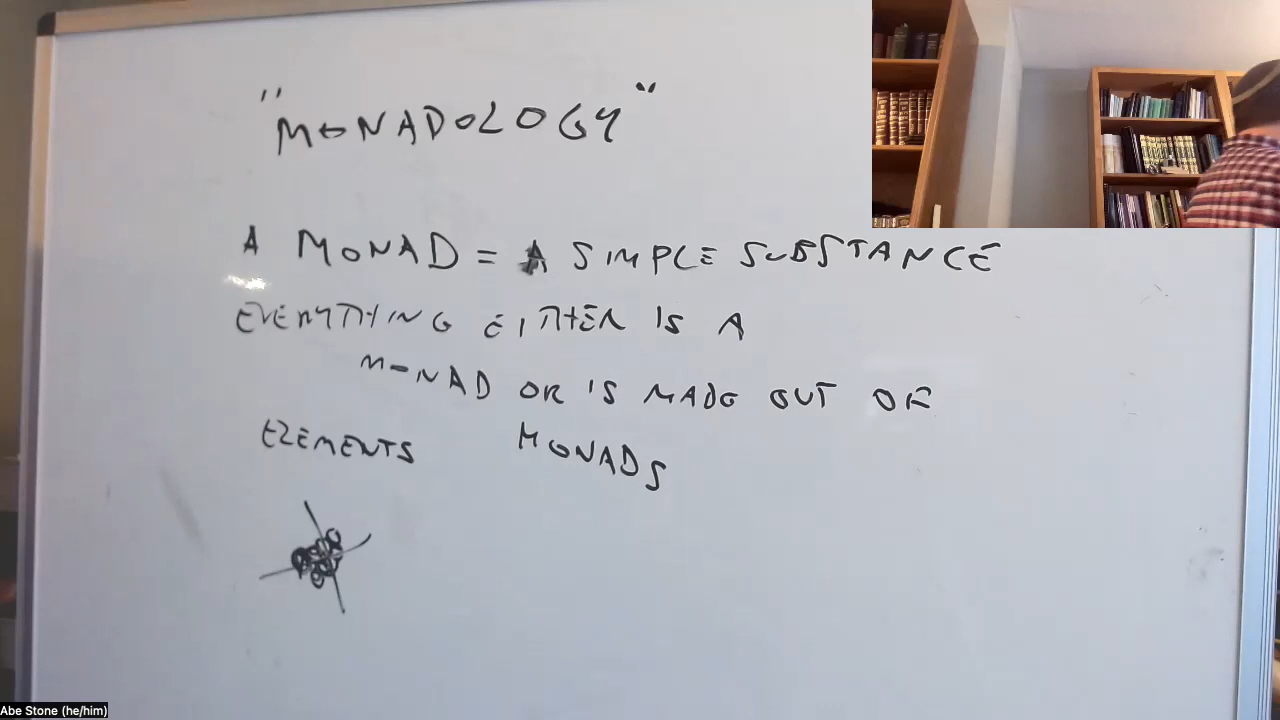 "MONADOLOGY"
A MONAD = A SIMPLE SUBSTANCE
EVERYTHING EITHER IS A
MONAD OR IS MADE OUT OF
ELEMENTS MONADS
Abe Stone (he/him)